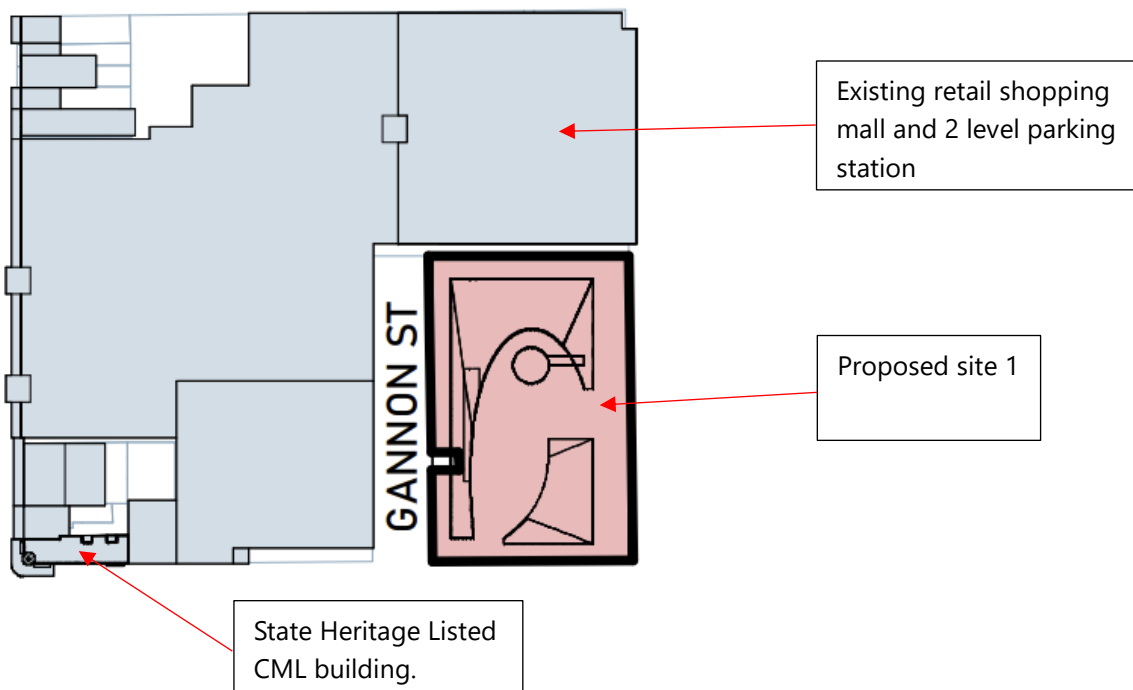 Existing retail shopping
mall and 2 level parking
station
GANNON ST
Proposed site 1
State Heritage Listed
CML building.